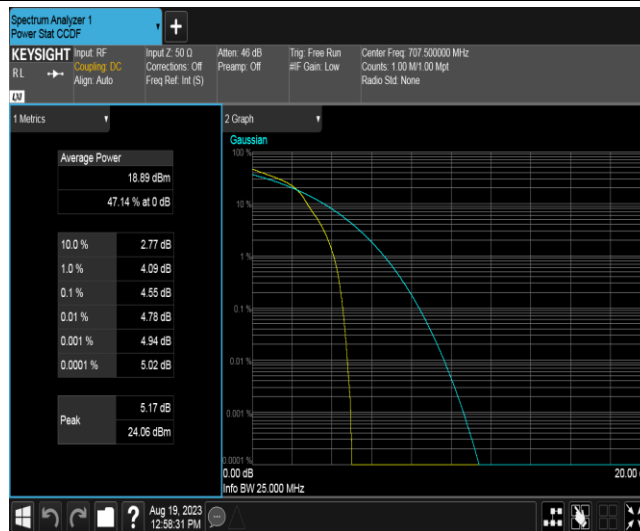 Spectrum Analyzer 1
Power Stat CCDF
+
KEYSIGHT
RL
LXI
Input: RF
Coupling: DC
Align: Auto
Input Z: 50 Ω
Corrections: Off
Freq Ref: Int (S)
Atten: 46 dB
Preamp: Off
Trig: Free Run
#IF Gain: Low
Center Freq: 707.500000 MHz
Counts: 1.00 M/1.00 Mpt
Radio Std: None
1 Metrics
Average Power
18.89 dBm
47.14 % at 0 dB
10.0 % 2.77 dB
1.0 % 4.09 dB
0.1 % 4.55 dB
0.01 % 4.78 dB
0.001 % 4.94 dB
0.0001 % 5.02 dB
Peak
5.17 dB
24.06 dBm
2 Graph
Gaussian
100 %
10 %
1 %
0.1 %
0.01 %
0.001 %
0.0001 %
0.00 dB
20.00
Info BW 25.000 MHz
?
Aug 19, 2023
12:58:31 PM